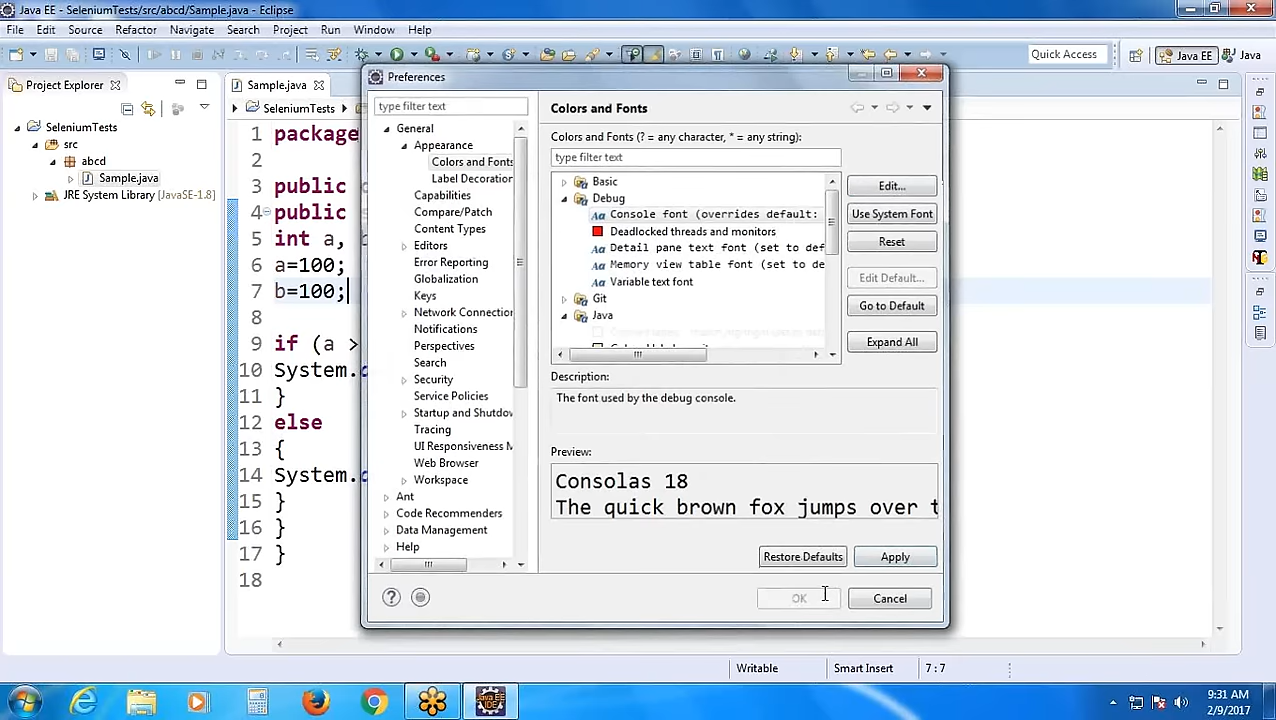 Java EE - SeleniumTests/src/abcd/Sample.java - Eclipse
File Edit Source Refactor Navigate Search Project Run Window Help
Quick Access
Java EE
Java
Project Explorer
SeleniumTests
src
abcd
Sample.java
JRE System Library [JavaSE-1.8]
Sample.java
SeleniumTests
1 package
2
3 public
4 public
5 int a,
6 a=100;
7 b=100;
8
9 if (a >
10 System.
11 }
12 else
13 {
14 System.
15 }
16 }
17 }
18
Preferences
type filter text
General
Appearance
Colors and Fonts
Label Decoration
Capabilities
Compare/Patch
Content Types
Editors
Error Reporting
Globalization
Keys
Network Connection
Notifications
Perspectives
Search
Security
Service Policies
Startup and Shutdow
Tracing
UI Responsiveness M
Web Browser
Workspace
Ant
Code Recommenders
Data Management
Help
Colors and Fonts
Colors and Fonts (? = any character, * = any string):
type filter text
Basic
Debug
Aa Console font (overrides default:
Deadlocked threads and monitors
Aa Detail pane text font (set to def
Aa Memory view table font (set to de
Aa Variable text font
Git
Java
Edit...
Use System Font
Reset
Edit Default...
Go to Default
Expand All
Description:
The font used by the debug console.
Preview:
Consolas 18
The quick brown fox jumps over t
Restore Defaults
Apply
OK
Cancel
Writable
Smart Insert
7 : 7
9:31 AM
2/9/2017